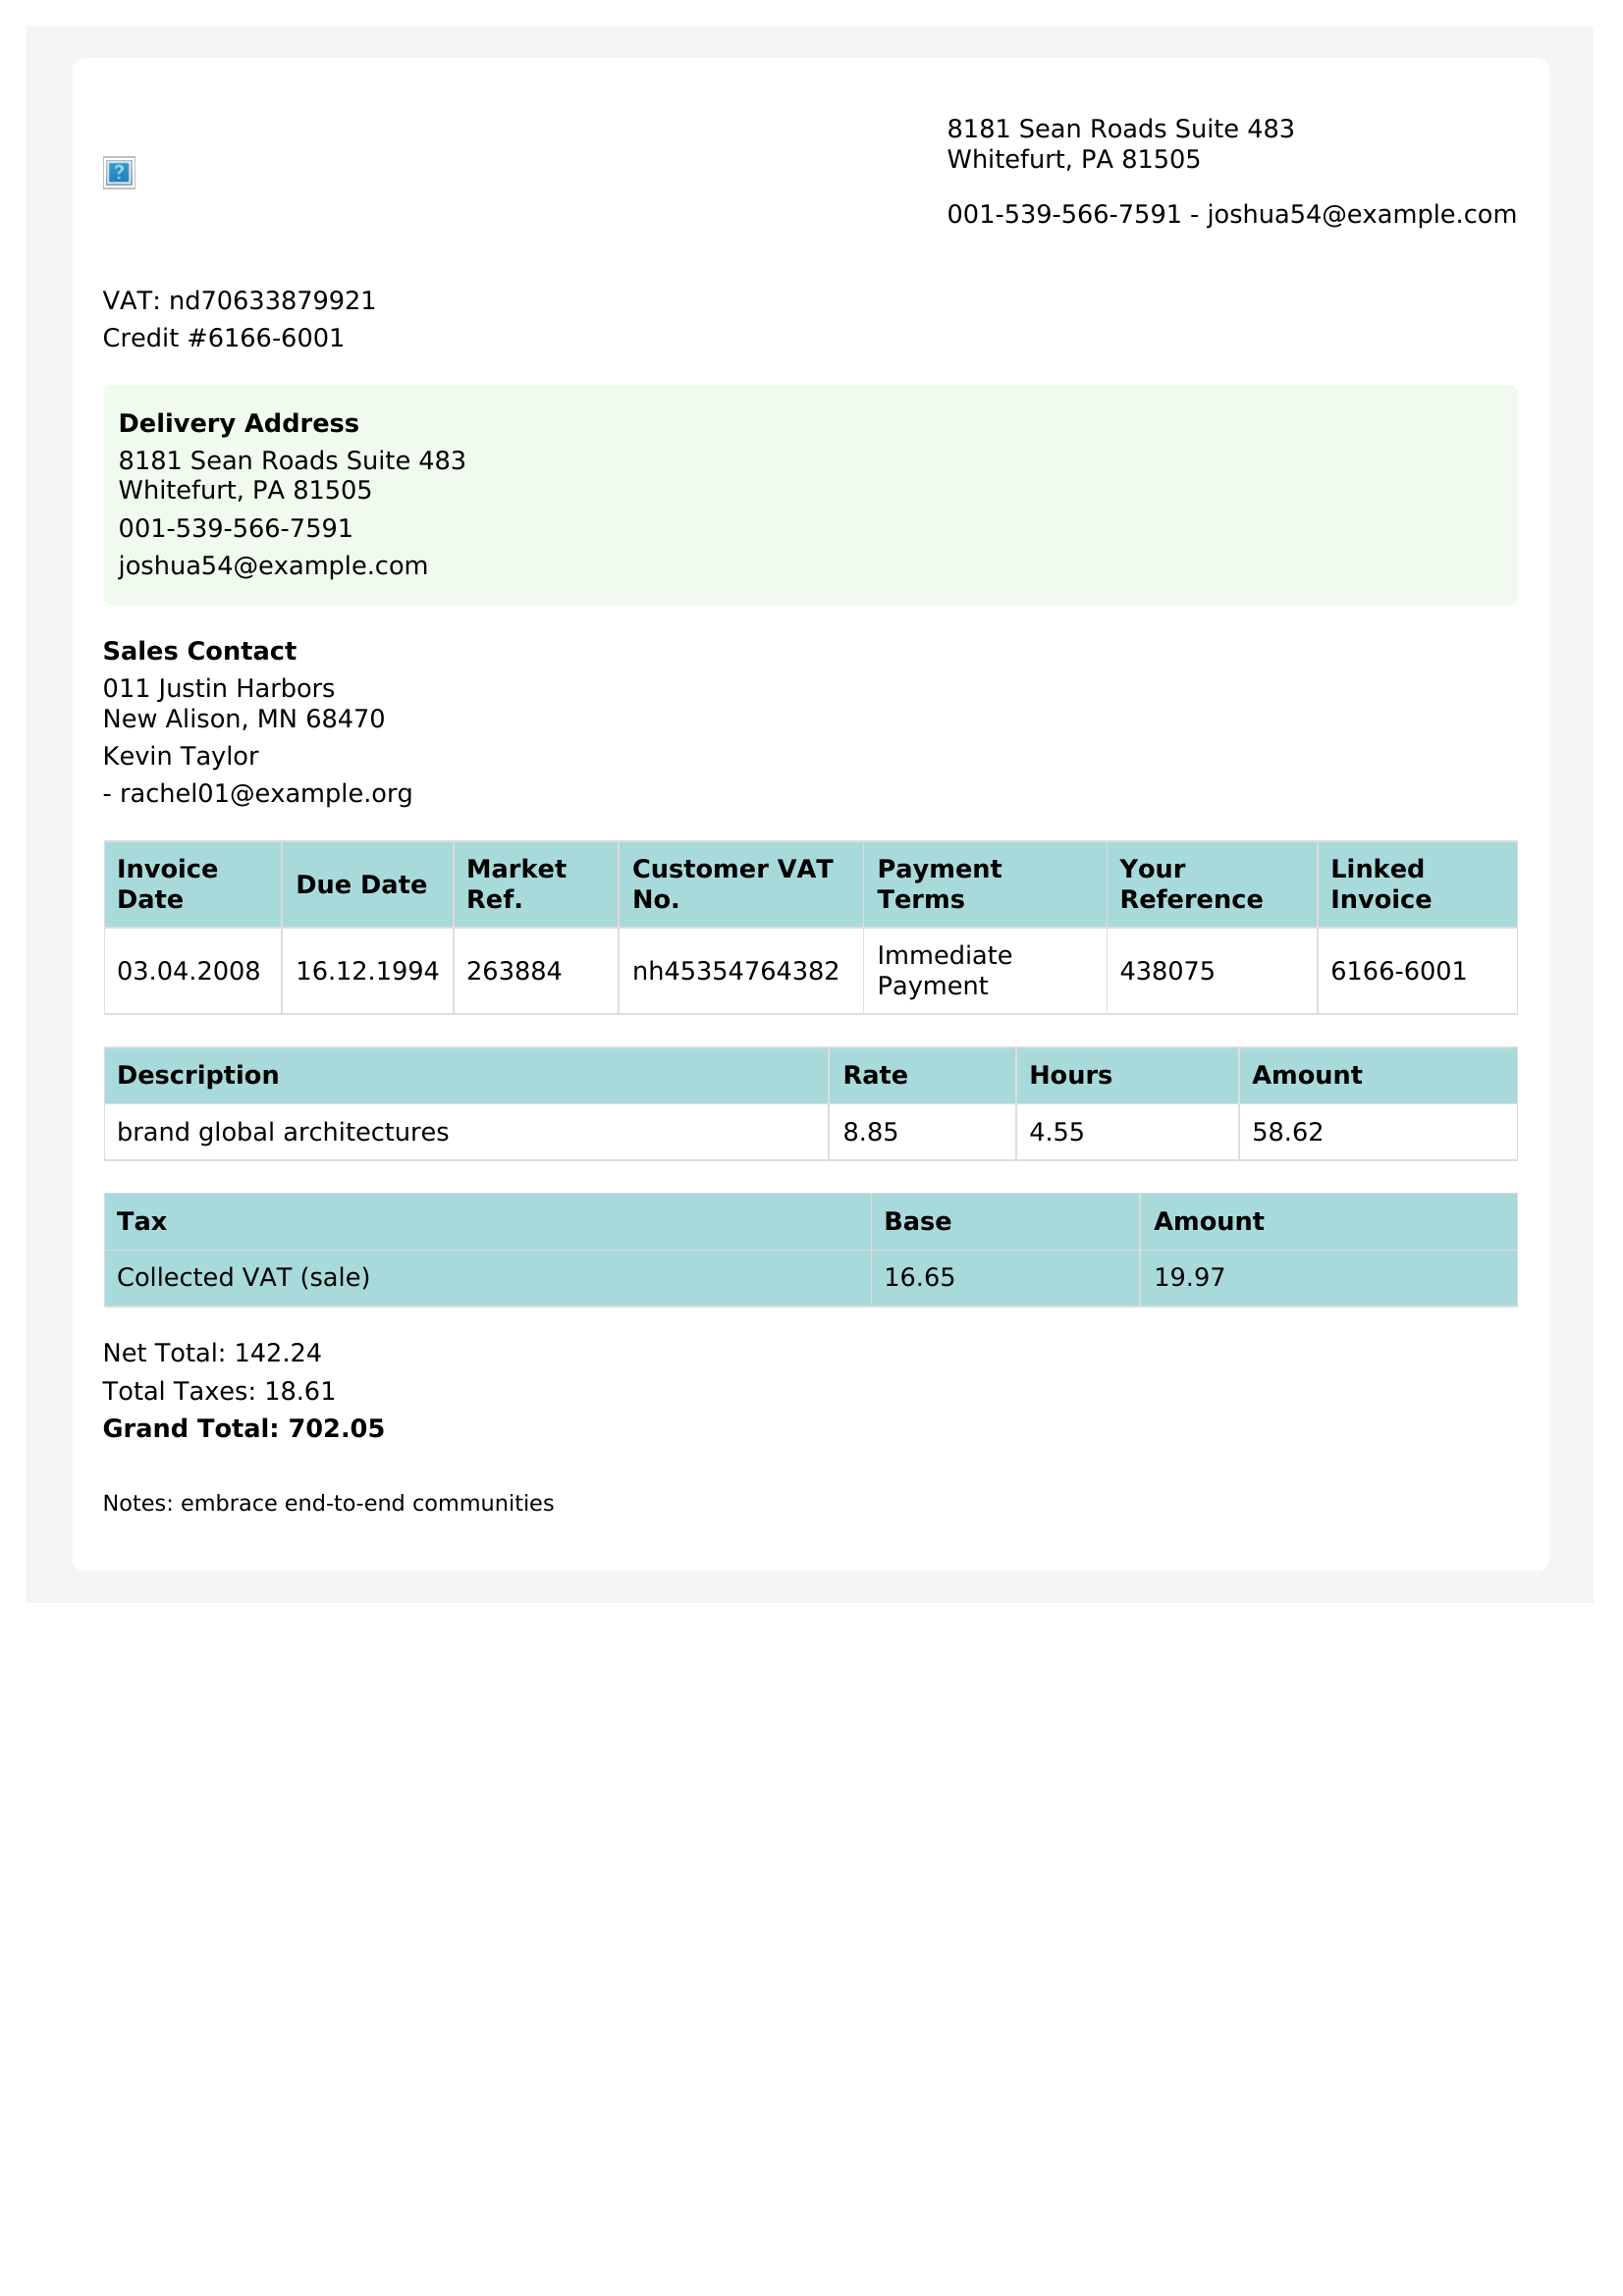 8181 Sean Roads Suite 483
Whitefurt, PA 81505
001-539-566-7591 - joshua54@example.com
VAT: nd70633879921
Credit #6166-6001
Delivery Address
8181 Sean Roads Suite 483
Whitefurt, PA 81505
001-539-566-7591
joshua54@example.com
Sales Contact
011 Justin Harbors
New Alison, MN 68470
Kevin Taylor
- rachel01@example.org
Invoice Date Due Date Market Ref. Customer VAT No. Payment Terms Your Reference Linked Invoice
03.04.2008 16.12.1994 263884 nh45354764382 Immediate Payment 438075 6166-6001
Description Rate Hours Amount
brand global architectures 8.85 4.55 58.62
Tax Base Amount
Collected VAT (sale) 16.65 19.97
Net Total: 142.24
Total Taxes: 18.61
Grand Total: 702.05
Notes: embrace end-to-end communities